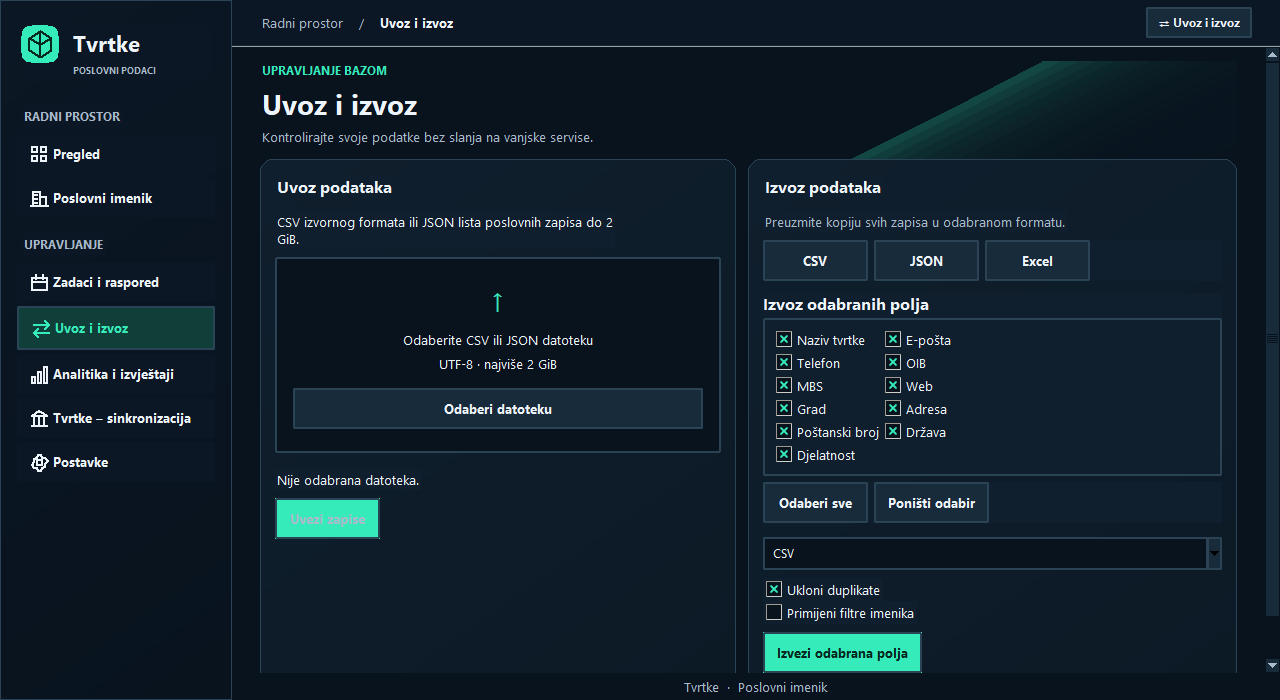 Tvrtke
POSLOVNI PODACI
RADNI PROSTOR
Pregled
Poslovni imenik
UPRAVLJANJE
Zadaci i raspored
Uvoz i izvoz
Analitika i izvještaji
Tvrtke – sinkronizacija
Postavke
Radni prostor / Uvoz i izvoz
⇄ Uvoz i izvoz
UPRAVLJANJE BAZOM
Uvoz i izvoz
Kontrolirajte svoje podatke bez slanja na vanjske servise.
Uvoz podataka
CSV izvornog formata ili JSON lista poslovnih zapisa do 2
GiB.
↑
Odaberite CSV ili JSON datoteku
UTF-8 · najviše 2 GiB
Odaberi datoteku
Nije odabrana datoteka.
Uvezi zapise
Izvoz podataka
Preuzmite kopiju svih zapisa u odabranom formatu.
CSV JSON Excel
Izvoz odabranih polja
Naziv tvrtke E-pošta
Telefon OIB
MBS Web
Grad Adresa
Poštanski broj Država
Djelatnost
Odaberi sve Poništi odabir
CSV
Ukloni duplikate
Primijeni filtre imenika
Izvezi odabrana polja
Tvrtke · Poslovni imenik